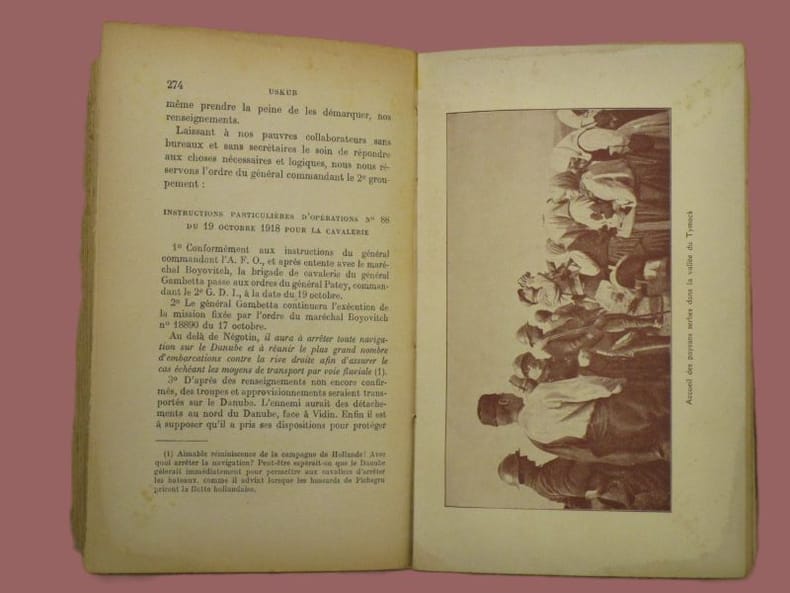 274
USKUB
même prendre la peine de les démarquer, nos
renseignements.
Laissant à nos pauvres collaborateurs sans
bureaux et sans secrétaires le soin de répondre
aux choses nécessaires et logiques, nous nous ré-
servons l'ordre du général commandant le 2e grou-
pement :
INSTRUCTIONS PARTICULIÈRES D'OPÉRATIONS No 88
DU 19 OCTOBRE 1918 POUR LA CAVALERIE
1o Conformément aux instructions du général
commandant l'A. F. O., et après entente avec le maré-
chal Boyovitch, la brigade de cavalerie du général
Gambetta passe aux ordres du général Patey, comman-
dant le 2e G. D. I., à la date du 19 octobre.
2o Le général Gambetta continuera l'exécution de
la mission fixée par l'ordre du maréchal Boyovitch
no 18890 du 17 octobre.
Au delà de Négotin, il aura à arrêter toute naviga-
tion sur le Danube et à réunir le plus grand nombre
d'embarcations contre la rive droite afin d'assurer le
cas échéant les moyens de transport par voie fluviale (1).
3o D'après des renseignements non encore confir-
més, des troupes et approvisionnements seraient trans-
portés sur le Danube. L'ennemi aurait des détache-
ments au nord du Danube, face à Vidin. Enfin il est
à supposer qu'il a pris ses dispositions pour protéger
(1) Aimable réminiscence de la campagne de Hollande! Avec
quoi arrêter la navigation? Peut-être espérait-on que le Danube
gèlerait immédiatement pour permettre aux cavaliers d'arrêter
les bateaux, comme il advint lorsque les hussards de Pichegru
prirent la flotte hollandaise.
Accueil des paysans serbes dans la vallée du Tymock